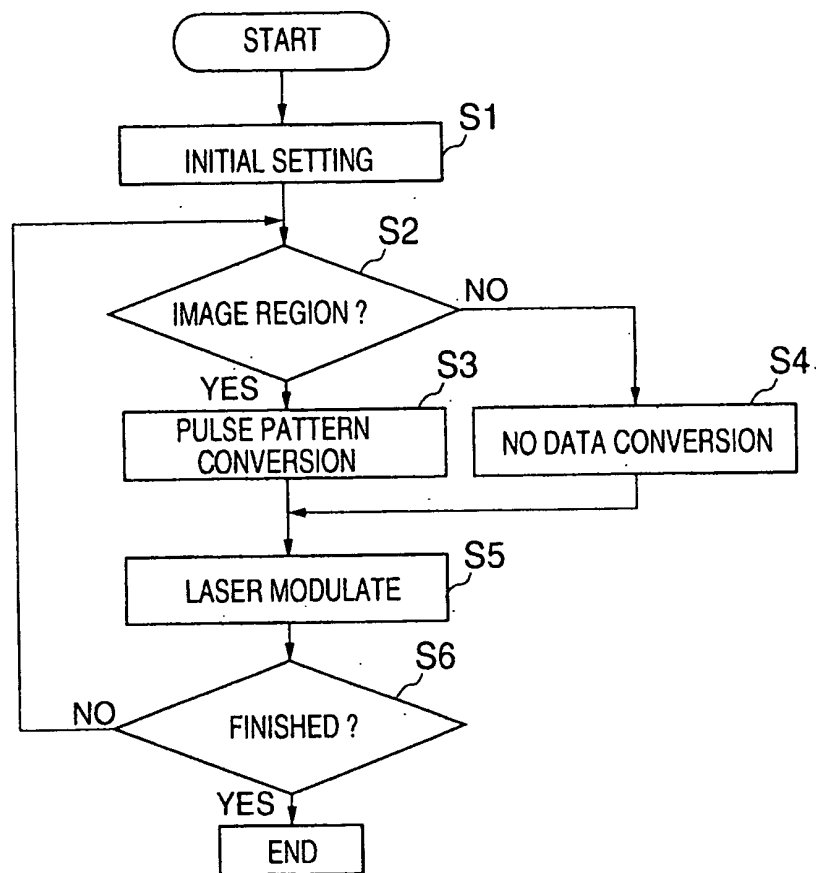 START
S1
INITIAL SETTING
S2
IMAGE REGION ?
NO
YES
S3
S4
PULSE PATTERN
CONVERSION
NO DATA CONVERSION
S5
LASER MODULATE
S6
NO
FINISHED ?
YES
END